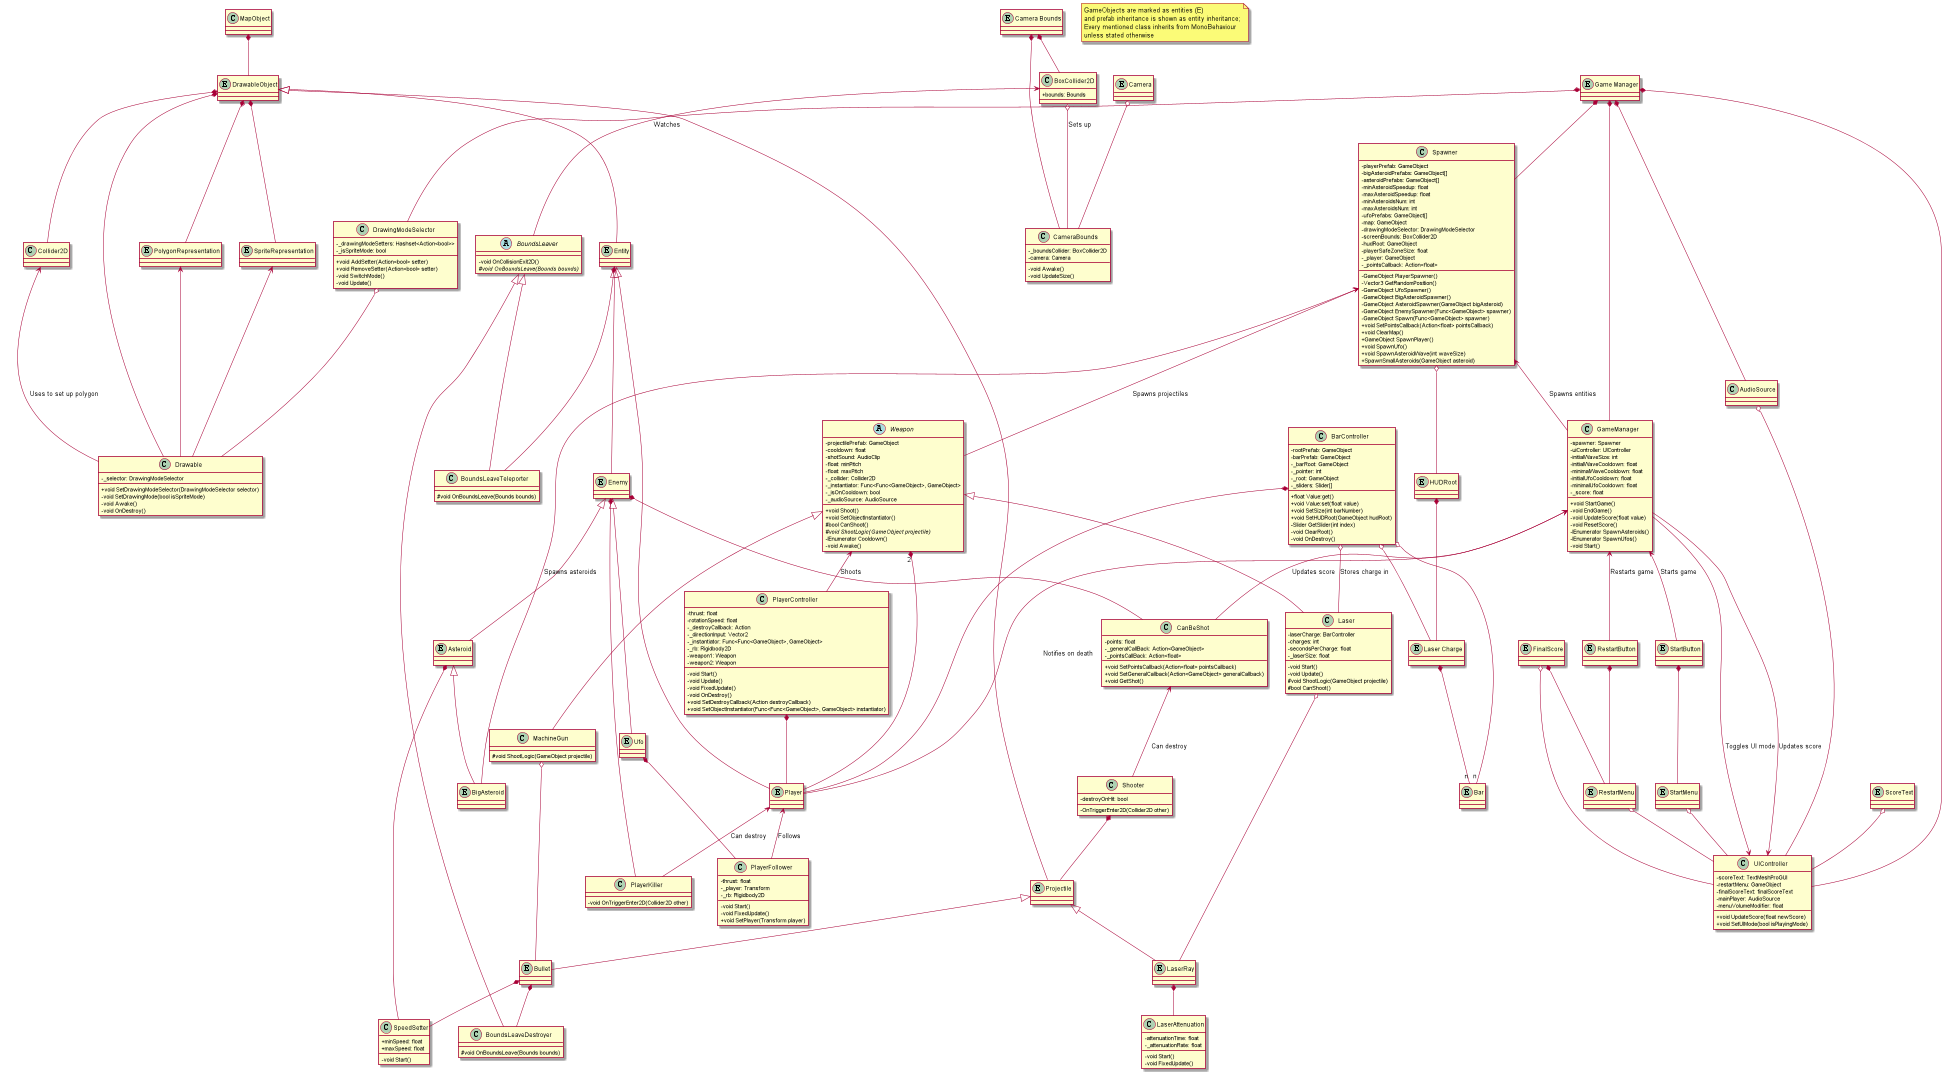 MapObject
Camera Bounds
GameObjects are marked as entities (E)
and prefab inheritance is shown as entity inheritance;
Every mentioned class inherits from MonoBehaviour
unless stated otherwise
DrawableObject
BoxCollider2D
+bounds: Bounds
Camera
Game Manager
Watches
Sets up
Spawner
-playerPrefab: GameObject
-bigAsteroidPrefabs: GameObject[]
-asteroidPrefabs: GameObject[]
-minAsteroidSpeedup: float
-maxAsteroidSpeedup: float
-minAsteroidsNum: int
-maxAsteroidsNum: int
-ufoPrefabs: GameObject[]
-map: GameObject
-drawingModeSelector: DrawingModeSelector
-screenBounds: BoxCollider2D
-hudRoot: GameObject
-playerSafeZoneSize: float
-_player: GameObject
-_pointsCallback: Action<float>
-GameObject PlayerSpawner()
-Vector3 GetRandomPosition()
-GameObject UfoSpawner()
-GameObject BigAsteroidSpawner()
-GameObject AsteroidSpawner(GameObject bigAsteroid)
-GameObject EnemySpawner(Func<GameObject> spawner)
-GameObject Spawn(Func<GameObject> spawner)
+void SetPointsCallback(Action<float> pointsCallback)
+void ClearMap()
+GameObject SpawnPlayer()
+void SpawnUfo()
+void SpawnAsteroidWave(int waveSize)
+SpawnSmallAsteroids(GameObject asteroid)
Collider2D
PolygonRepresentation
SpriteRepresentation
DrawingModeSelector
-_drawingModeSetters: Hashset<Action<bool>>
-_isSpriteMode: bool
+void AddSetter(Action<bool> setter)
+void RemoveSetter(Action<bool> setter)
-void SwitchMode()
-void Update()
BoundsLeaver
-void OnCollisionExit2D()
#void OnBoundsLeave(Bounds bounds)
Entity
CameraBounds
-_boundsCollider: BoxCollider2D
-camera: Camera
-void Awake()
-void UpdateSize()
Uses to set up polygon
Spawns projectiles
Spawns entities
AudioSource
Drawable
-_selector: DrawingModeSelector
+void SetDrawingModeSelector(DrawingModeSelector selector)
-void SetDrawingMode(bool isSpriteMode)
-void Awake()
-void OnDestroy()
BoundsLeaveTeleporter
#void OnBoundsLeave(Bounds bounds)
Enemy
Weapon
-projectilePrefab: GameObject
-cooldown: float
-shotSound: AudioClip
-float minPitch
-float maxPitch
-_collider: Collider2D
-_instantiator: Func<Func<GameObject>, GameObject>
-_isOnCooldown: bool
-_audioSource: AudioSource
+void Shoot()
+void SetObjectInstantiator()
#bool CanShoot()
#void ShootLogic(GameObject projectile)
-IEnumerator Cooldown()
-void Awake()
BarController
-rootPrefab: GameObject
-barPrefab: GameObject
-_barRoot: GameObject
-_pointer: int
-_root: GameObject
-_sliders: Slider[]
+float Value:get()
+void Value:set(float value)
+void SetSize(int barNumber)
+void SetHUDRoot(GameObject hudRoot)
-Slider GetSlider(int index)
-void ClearRoot()
-void OnDestroy()
HUDRoot
GameManager
-spawner: Spawner
-uiController: UIController
-initialWaveSize: int
-initialWaveCooldown: float
-minimalWaveCooldown: float
-initialUfoCooldown: float
-minimalUfoCooldown: float
-_score: float
+void StartGame()
-void EndGame()
-void UpdateScore(float value)
-void ResetScore()
-IEnumerator SpawnAsteroids()
-IEnumerator SpawnUfos()
-void Start()
2
Spawns asteroids
Shoots
Updates score
Stores charge in
Restarts game
Starts game
PlayerController
-thrust: float
-rotationSpeed: float
-_destroyCallback: Action
-_directionInput: Vector2
-_instantiator: Func<Func<GameObject>, GameObject>
-_rb: Rigidbody2D
-weapon1: Weapon
-weapon2: Weapon
-void Start()
-void Update()
-void FixedUpdate()
-void OnDestroy()
+void SetDestroyCallback(Action destroyCallback)
+void SetObjectInstantiator(Func<Func<GameObject>, GameObject> instantiator)
Notifies on death
CanBeShot
-points: float
-_generalCallBack: Action<GameObject>
-_pointsCallBack: Action<float>
+void SetPointsCallback(Action<float> pointsCallback)
+void SetGeneralCallback(Action<GameObject> generalCallback)
+void GetShot()
Laser
-laserCharge: BarController
-charges: int
-secondsPerCharge: float
-_laserSize: float
-void Start()
-void Update()
#void ShootLogic(GameObject projectile)
#bool CanShoot()
Asteroid
Laser Charge
FinalScore
RestartButton
StartButton
MachineGun
#void ShootLogic(GameObject projectile)
Ufo
Can destroy
Toggles UI mode
Updates score
n
n
BigAsteroid
Player
Shooter
-destroyOnHit: bool
-OnTriggerEnter2D(Collider2D other)
Bar
RestartMenu
StartMenu
ScoreText
Can destroy
Follows
PlayerKiller
-void OnTriggerEnter2D(Collider2D other)
PlayerFollower
-thrust: float
-_player: Transform
-_rb: Rigidbody2D
-void Start()
-void FixedUpdate()
+void SetPlayer(Transform player)
Projectile
UIController
-scoreText: TextMeshProGUI
-restartMenu: GameObject
-finalScoreText: finalScoreText
-mainPlayer: AudioSource
-menuVolumeModifier: float
+void UpdateScore(float newScore)
+void SetUIMode(bool isPlayingMode)
Bullet
LaserRay
SpeedSetter
+minSpeed: float
+maxSpeed: float
-void Start()
BoundsLeaveDestroyer
#void OnBoundsLeave(Bounds bounds)
LaserAttenuation
-attenuationTime: float
-_attenuationRate: float
-void Start()
-void FixedUpdate()